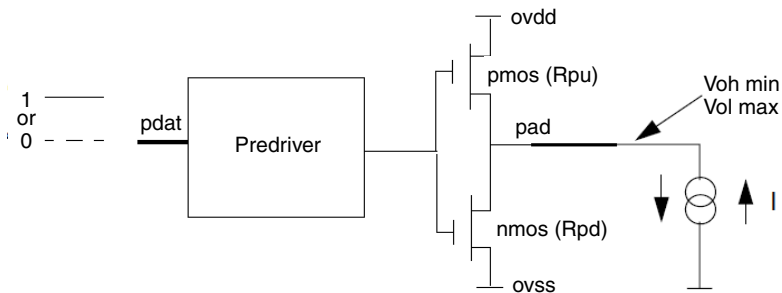 ovdd
pmos (Rpu)
Voh min
Vol max
1
or
0
pdat
Predriver
pad
I
nmos (Rpd)
ovss